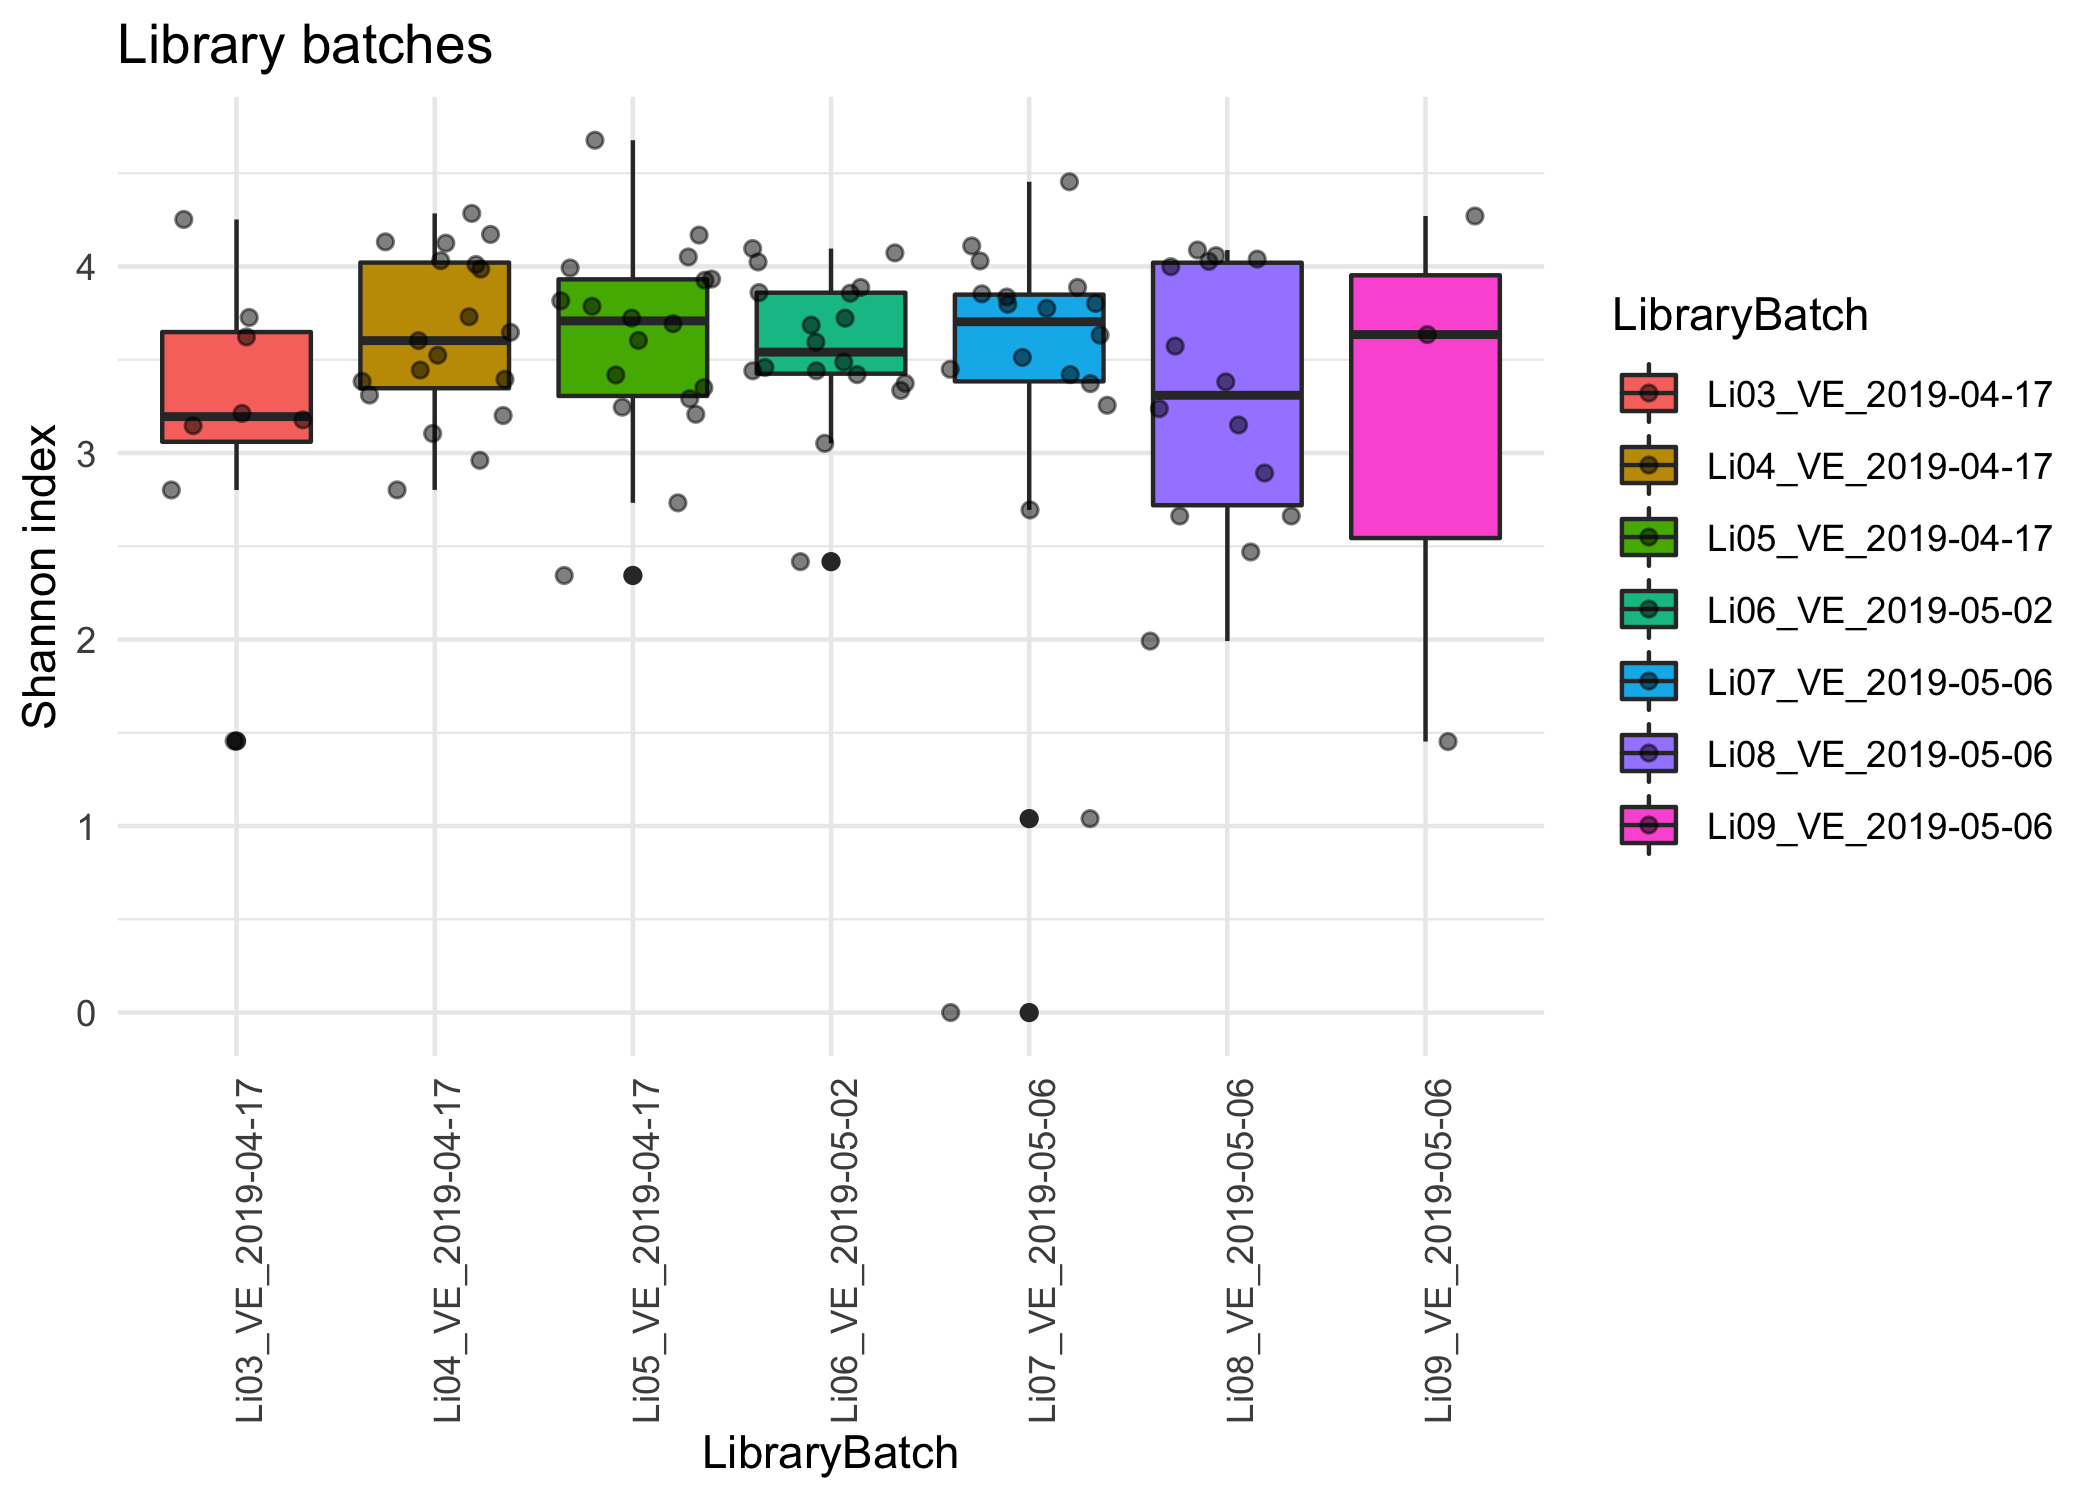 Library batches
Shannon index
4
3
2
1
0
Li03_VE_2019-04-17
Li04_VE_2019-04-17
Li05_VE_2019-04-17
Li06_VE_2019-05-02
Li07_VE_2019-05-06
Li08_VE_2019-05-06
Li09_VE_2019-05-06
LibraryBatch
LibraryBatch
Li03_VE_2019-04-17
Li04_VE_2019-04-17
Li05_VE_2019-04-17
Li06_VE_2019-05-02
Li07_VE_2019-05-06
Li08_VE_2019-05-06
Li09_VE_2019-05-06